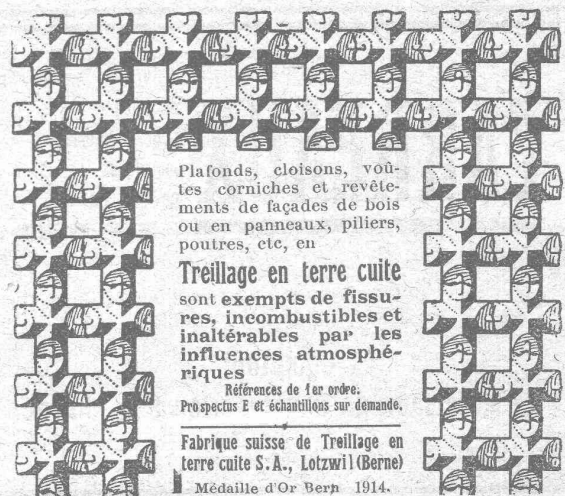 Plafonds, cloisons, voû-
tes corniches et revête-
ments de façades de bois
ou en panneaux, piliers,
poutres, etc, en
Treillage en terre cuite
sont exempts de fissu-
res, incombustibles et
inaltérables par les
influences atmosphé-
riques
Références de 1er ordre.
Prospectus E et échantillons sur demande.
Fabrique suisse de Treillage en
terre cuite S.A., Lotzwil (Berne)
Médaille d'Or Bern 1914.